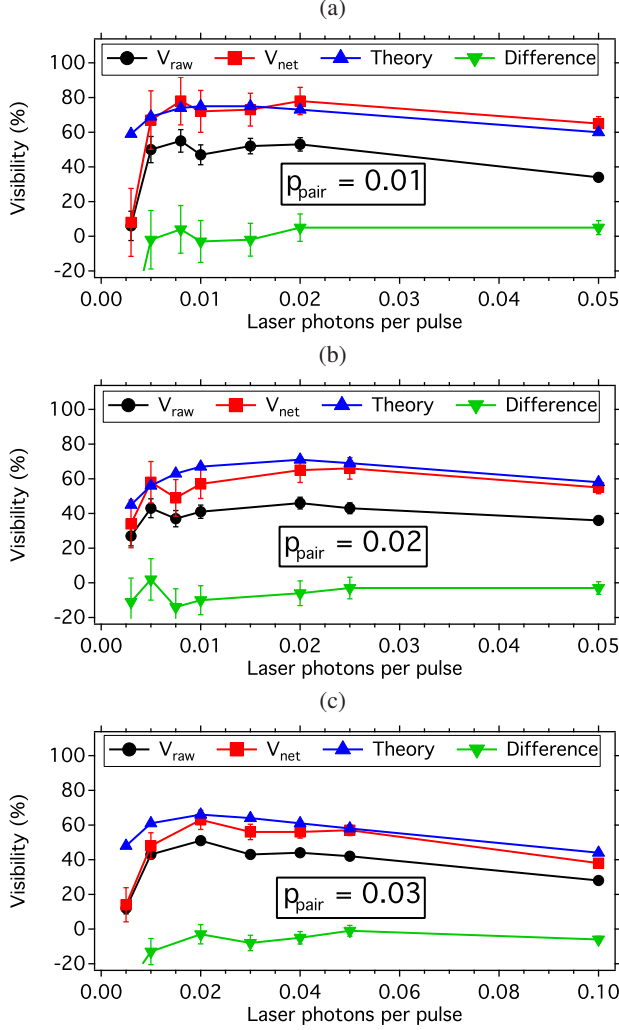 (a)
V_raw V_net Theory Difference
100
80
60
40
20
0
-20
Visibility (%)
p_pair = 0.01
0.00 0.01 0.02 0.03 0.04 0.05
Laser photons per pulse
(b)
V_raw V_net Theory Difference
100
80
60
40
20
0
-20
Visibility (%)
p_pair = 0.02
0.00 0.01 0.02 0.03 0.04 0.05
Laser photons per pulse
(c)
V_raw V_net Theory Difference
100
80
60
40
20
0
-20
Visibility (%)
p_pair = 0.03
0.00 0.02 0.04 0.06 0.08 0.10
Laser photons per pulse